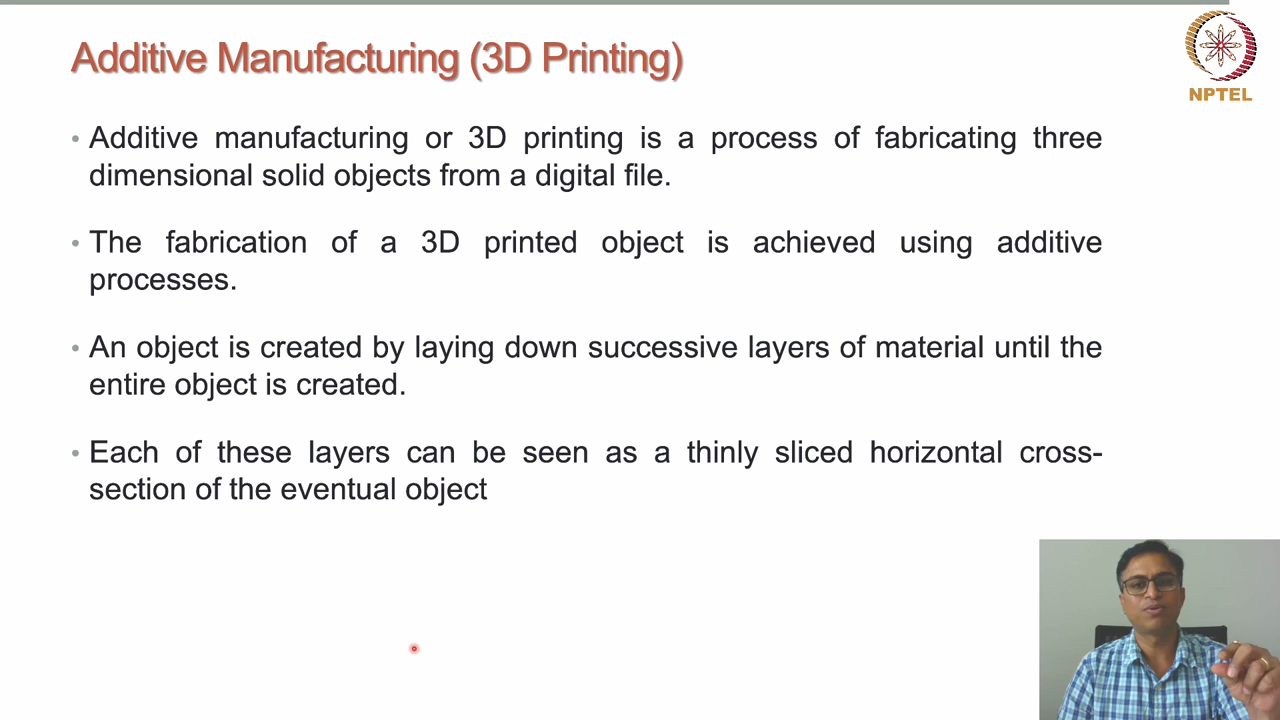 Additive Manufacturing (3D Printing)
NPTEL
• Additive manufacturing or 3D printing is a process of fabricating three
dimensional solid objects from a digital file.
• The fabrication of a 3D printed object is achieved using additive
processes.
• An object is created by laying down successive layers of material until the
entire object is created.
• Each of these layers can be seen as a thinly sliced horizontal cross-
section of the eventual object